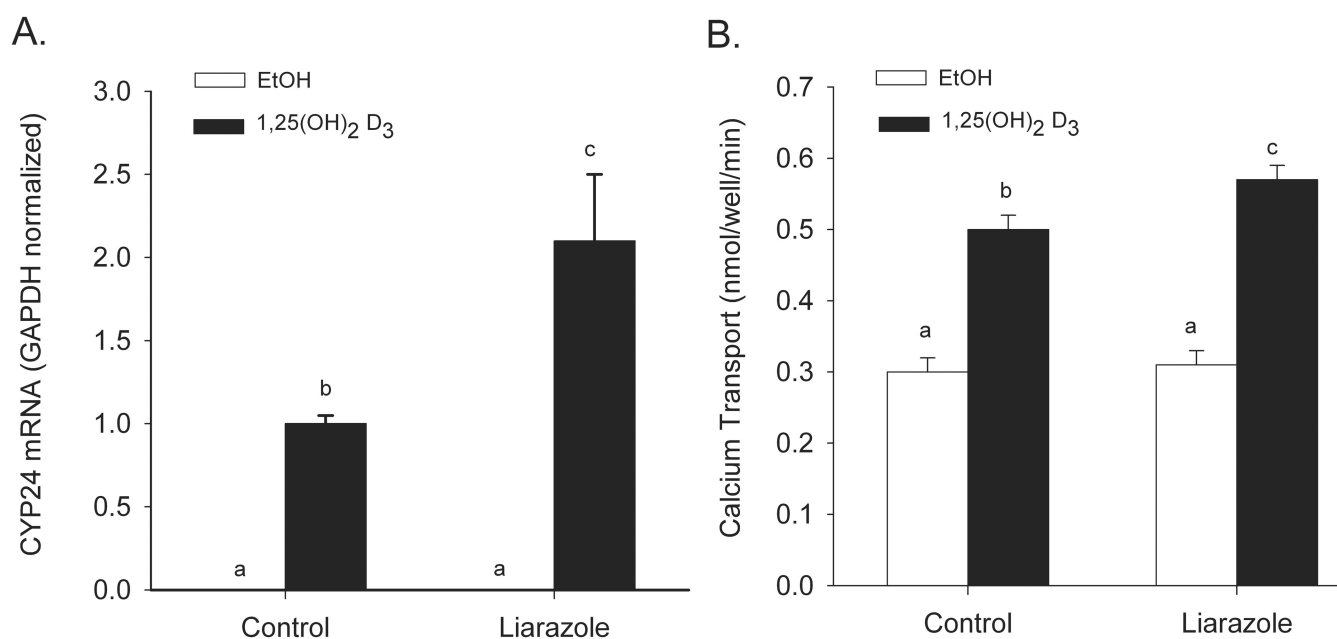 A.
EtOH
1,25(OH)2 D3
CYP24 mRNA (GAPDH normalized)
3.0
2.5
2.0
1.5
1.0
0.5
0.0
a
b
a
c
Control
Liarazole
B.
EtOH
1,25(OH)2 D3
Calcium Transport (nmol/well/min)
0.7
0.6
0.5
0.4
0.3
0.2
0.1
0.0
a
b
a
c
Control
Liarazole